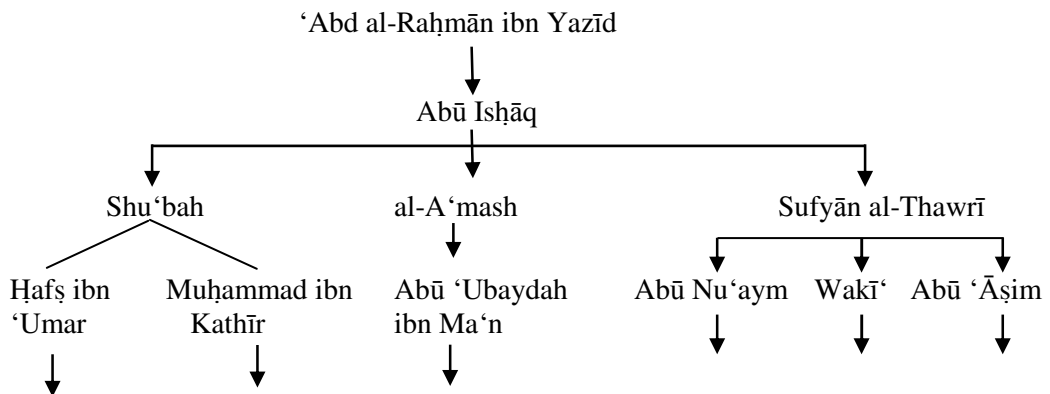 ‘Abd al-Raḥmān ibn Yazīd
Abū Isḥāq
Shu‘bah al-A‘mash Sufyān al-Thawrī
Ḥafṣ ibn Muḥammad ibn Abū ‘Ubaydah Abū Nu‘aym Wakī‘ Abū ‘Āṣim
‘Umar Kathīr ibn Ma‘n